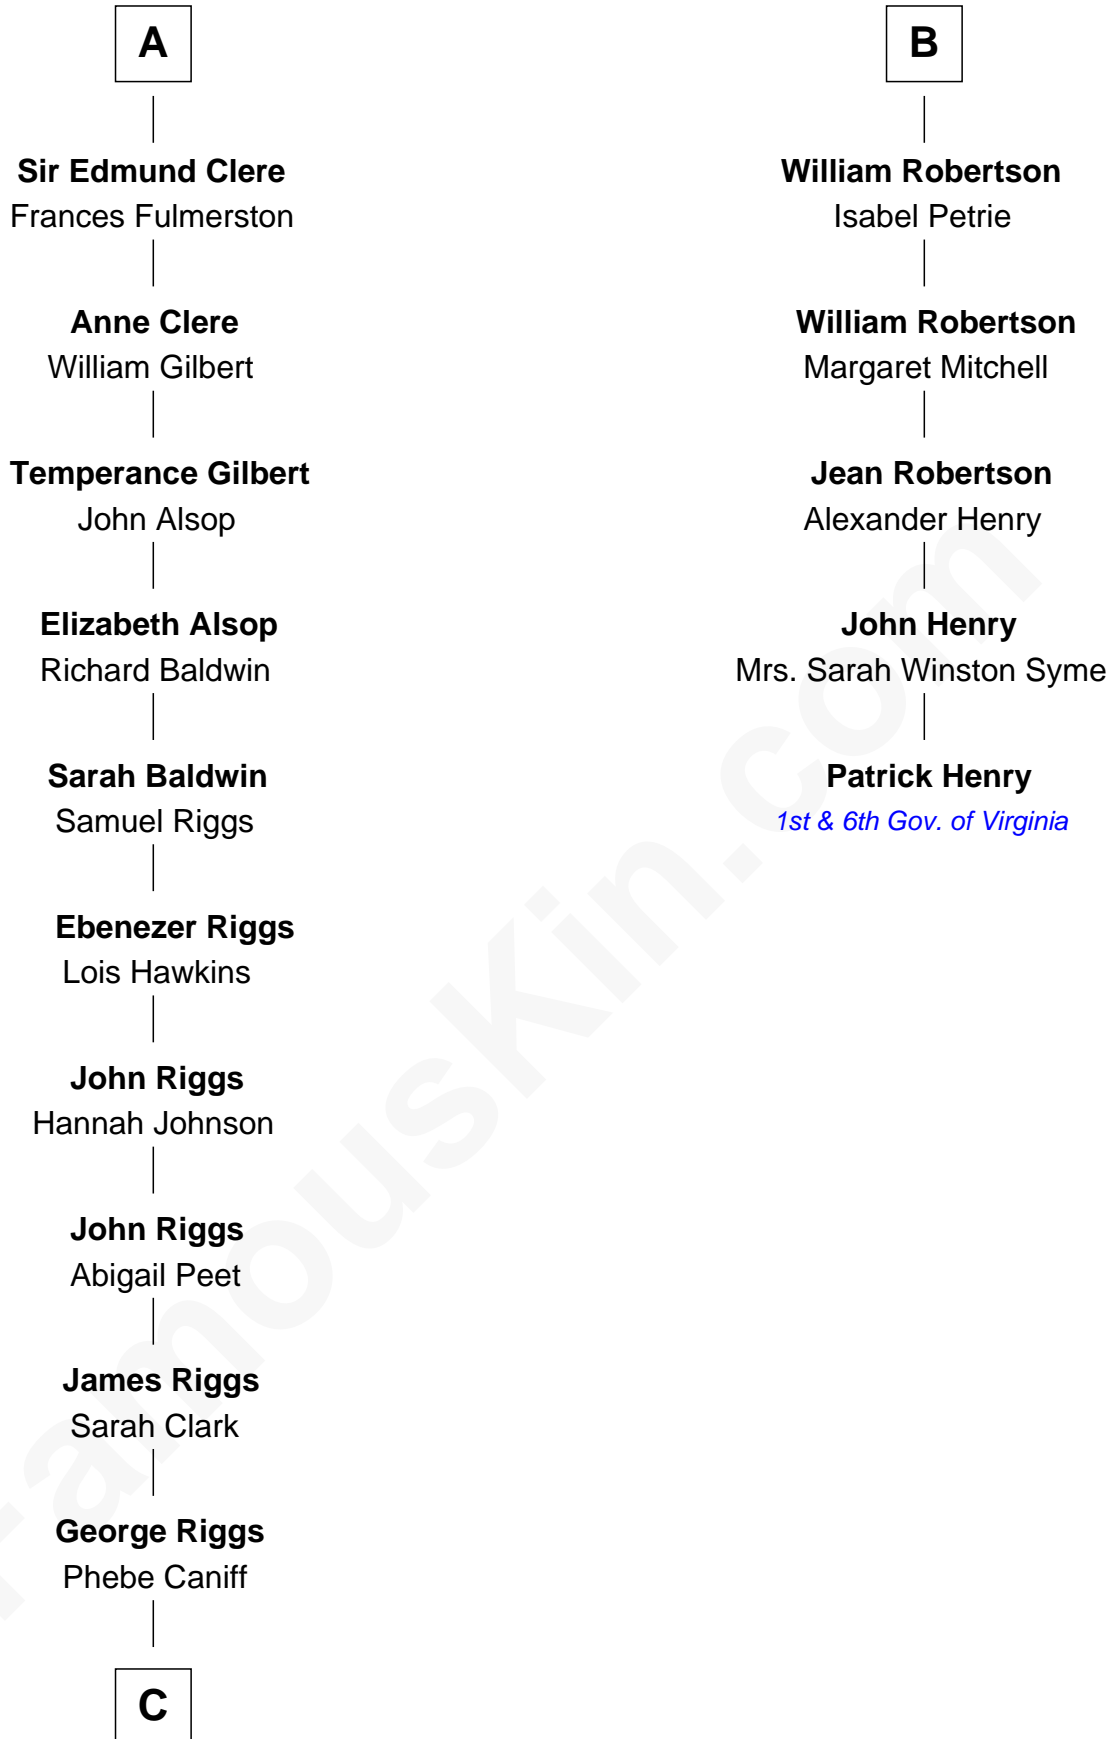 A
Sir Edmund Clere
Frances Fulmerston
Anne Clere
William Gilbert
Temperance Gilbert
John Alsop
Elizabeth Alsop
Richard Baldwin
Sarah Baldwin
Samuel Riggs
Ebenezer Riggs
Lois Hawkins
John Riggs
Hannah Johnson
John Riggs
Abigail Peet
James Riggs
Sarah Clark
George Riggs
Phebe Caniff
C
B
William Robertson
Isabel Petrie
William Robertson
Margaret Mitchell
Jean Robertson
Alexander Henry
John Henry
Mrs. Sarah Winston Syme
Patrick Henry
1st & 6th Gov. of Virginia
FamousKin.com